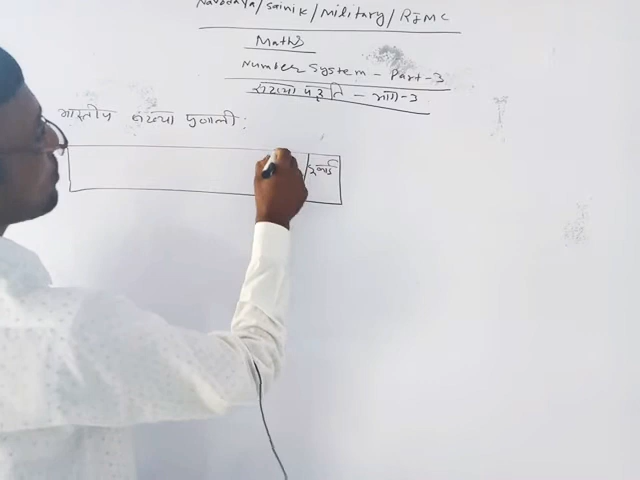 Navodaya/Sainik/Military/RIMC
Maths
Number System - Part-3
संख्या पद्धति - भाग-3
भारतीय संख्या प्रणाली:
इकाई